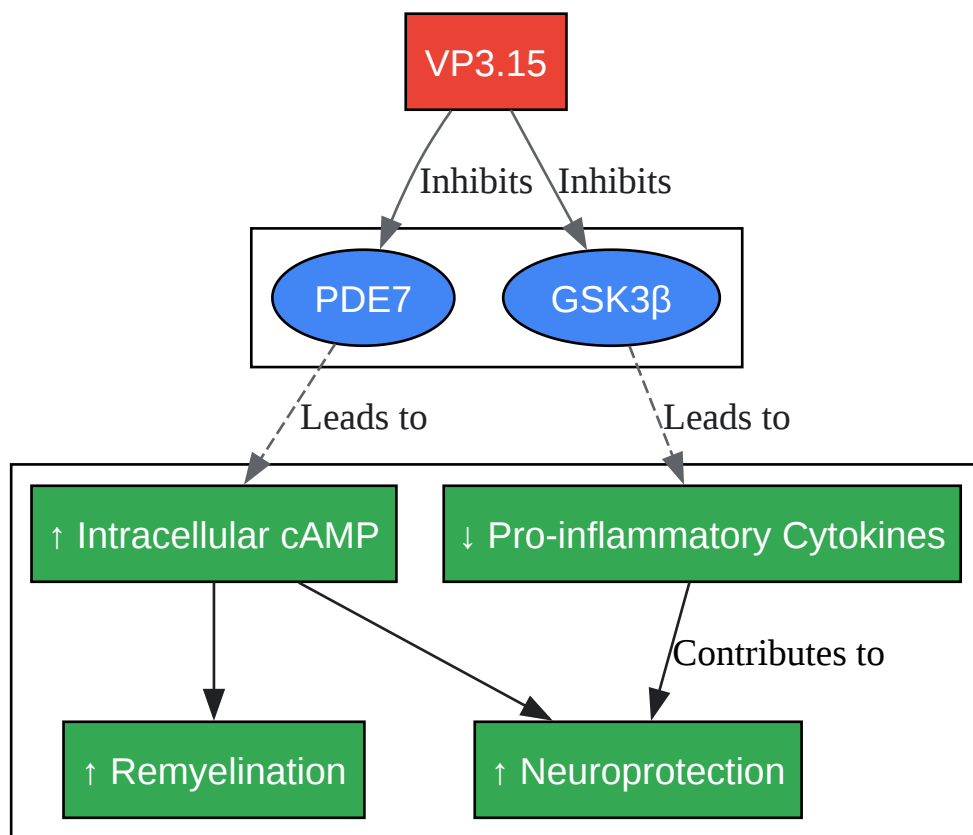 VP3.15
Inhibits
Inhibits
PDE7
GSK3β
Leads to
Leads to
↑ Intracellular cAMP
↓ Pro-inflammatory Cytokines
Contributes to
↑ Remyelination
↑ Neuroprotection